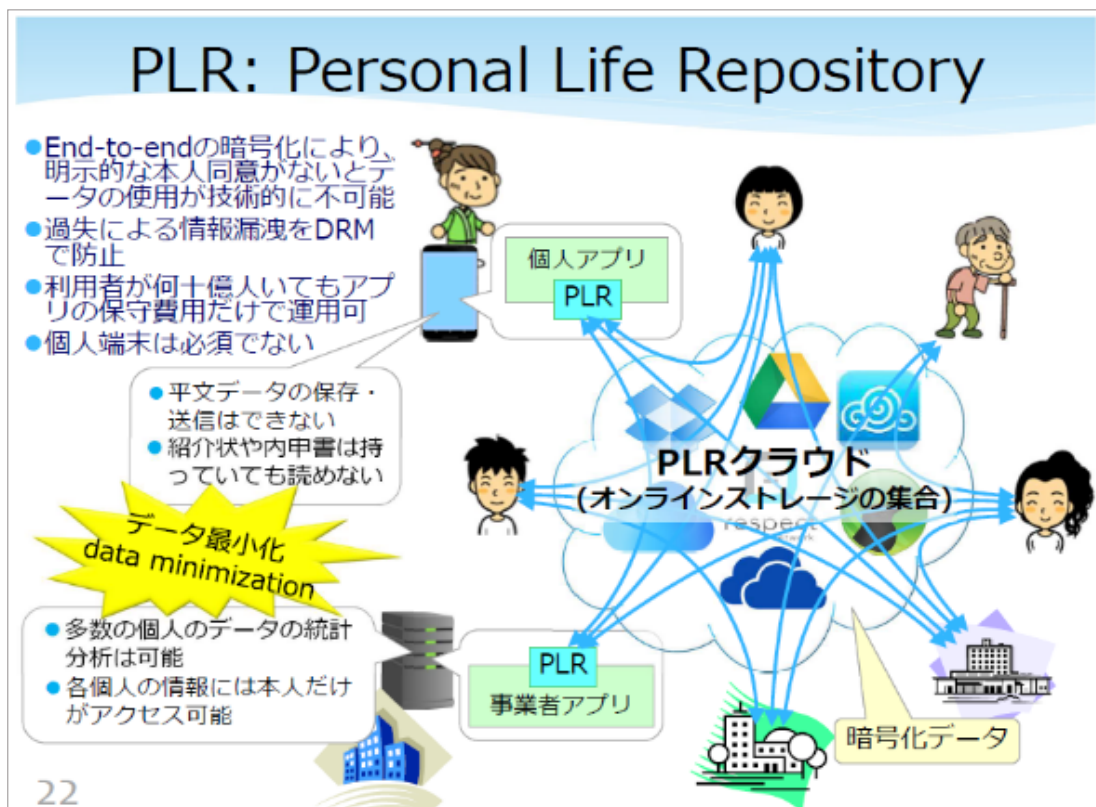 PLR: Personal Life Repository
●End-to-endの暗号化により、
明示的な本人同意がないとデ
ータの使用が技術的に不可能
●過失による情報漏洩をDRM
で防止
●利用者が何十億人いてもアプ
リの保守費用だけで運用可
●個人端末は必須でない
個人アプリ
PLR
● 平文データの保存・
送信はできない
● 紹介状や内申書は持
っていても読めない
PLRクラウド
(オンラインストレージの集合)
respect
network
データ最小化
data minimization
● 多数の個人のデータの統計
分析は可能
● 各個人の情報には本人だけ
がアクセス可能
PLR
事業者アプリ
暗号化データ
22